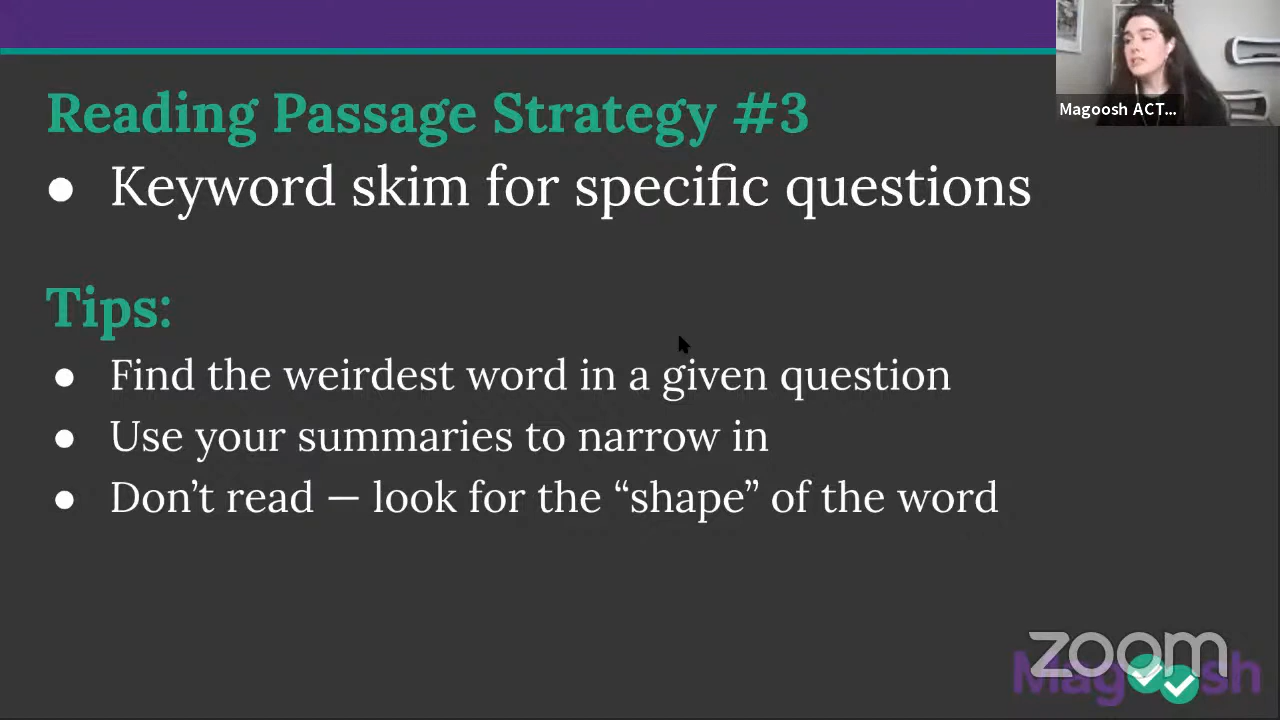 Reading Passage Strategy #3
Magoosh ACT...
● Keyword skim for specific questions
Tips:
● Find the weirdest word in a given question
● Use your summaries to narrow in
● Don’t read — look for the “shape” of the word
zoom
Magoosh